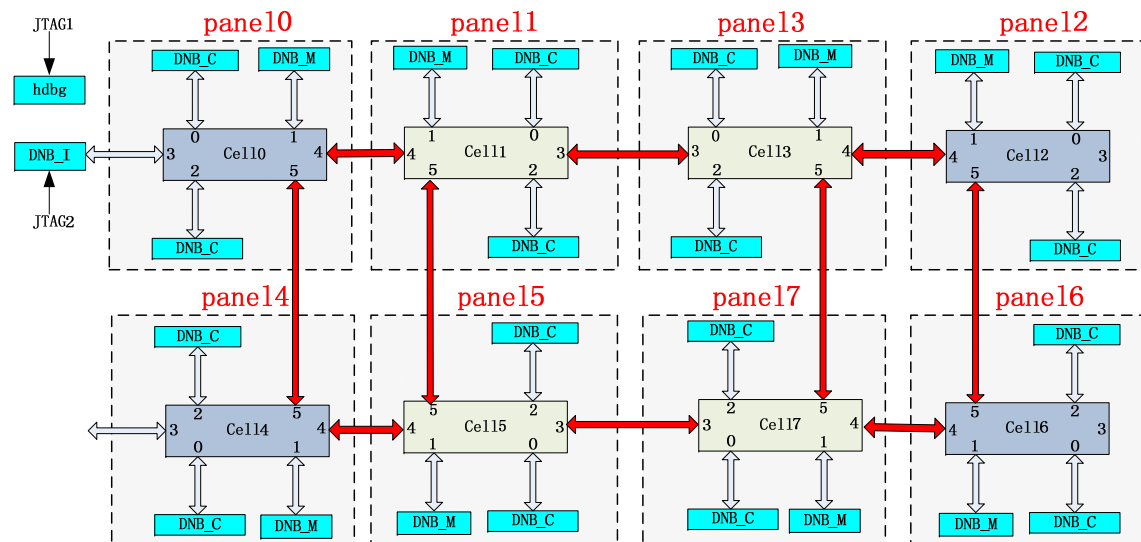 JTAG1
panel0
panel1
panel3
panel2
hdbg
DNB_C
DNB_M
DNB_M
DNB_C
DNB_C
DNB_M
DNB_M
DNB_C
DNB_I
3 0 1 2 5 4
Cell0
4 1 0 5 2 3
Cell1
3 0 1 2 5 4
Cell3
4 1 0 5 2 3
Cell2
JTAG2
DNB_C
DNB_C
DNB_C
DNB_C
panel4
panel5
panel7
panel6
DNB_C
DNB_C
DNB_C
DNB_C
3 2 5 0 1 4
Cell4
4 5 2 1 0 3
Cell5
3 2 5 0 1 4
Cell7
4 5 2 1 0 3
Cell6
DNB_C
DNB_M
DNB_M
DNB_C
DNB_C
DNB_M
DNB_M
DNB_C